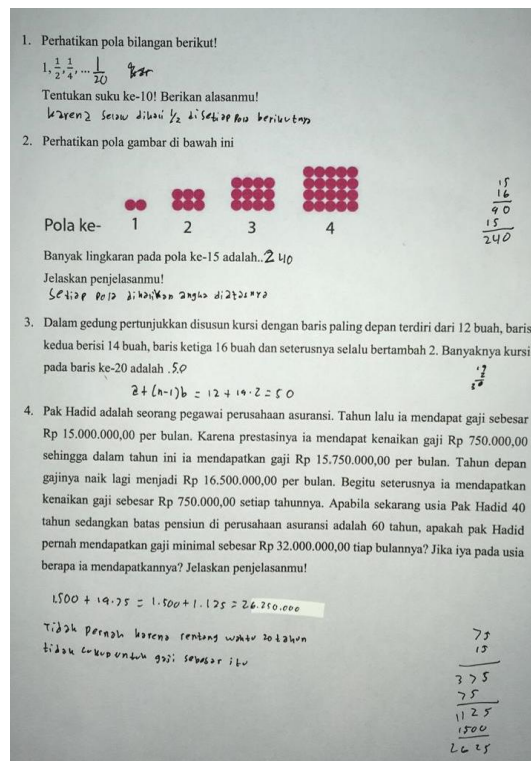 1. Perhatikan pola bilangan berikut!
1, 1/2, 1/4, ... 1/20
Tentukan suku ke-10! Berikan alasanmu!
karena selalu dibagi 1/2 di setiap pola berikutnya
2. Perhatikan pola gambar di bawah ini
Pola ke- 1 2 3 4
15
16
90
15
240
Banyak lingkaran pada pola ke-15 adalah..240
Jelaskan penjelasanmu!
Setiap pola dikalikan angka diatasnya
3. Dalam gedung pertunjukkan disusun kursi dengan baris paling depan terdiri dari 12 buah, baris
kedua berisi 14 buah, baris ketiga 16 buah dan seterusnya selalu bertambah 2. Banyaknya kursi
pada baris ke-20 adalah .50
a+(n-1)b = 12 + 19.2 = 50
4. Pak Hadid adalah seorang pegawai perusahaan asuransi. Tahun lalu ia mendapat gaji sebesar
Rp 15.000.000,00 per bulan. Karena prestasinya ia mendapat kenaikan gaji Rp 750.000,00
sehingga dalam tahun ini ia mendapatkan gaji Rp 15.750.000,00 per bulan. Tahun depan
gajinya naik lagi menjadi Rp 16.500.000,00 per bulan. Begitu seterusnya ia mendapatkan
kenaikan gaji sebesar Rp 750.000,00 setiap tahunnya. Apabila sekarang usia Pak Hadid 40
tahun sedangkan batas pensiun di perusahaan asuransi adalah 60 tahun, apakah pak Hadid
pernah mendapatkan gaji minimal sebesar Rp 32.000.000,00 tiap bulannya? Jika iya pada usia
berapa ia mendapatkannya? Jelaskan penjelasanmu!
1.500 + 19.75 = 1.500 + 1.125 = 26.250.000
Tidak pernah karena rentang waktu 20 tahun
tidak cukup untuk gaji sebesar itu
75
15
375
75
1125
1500
2625